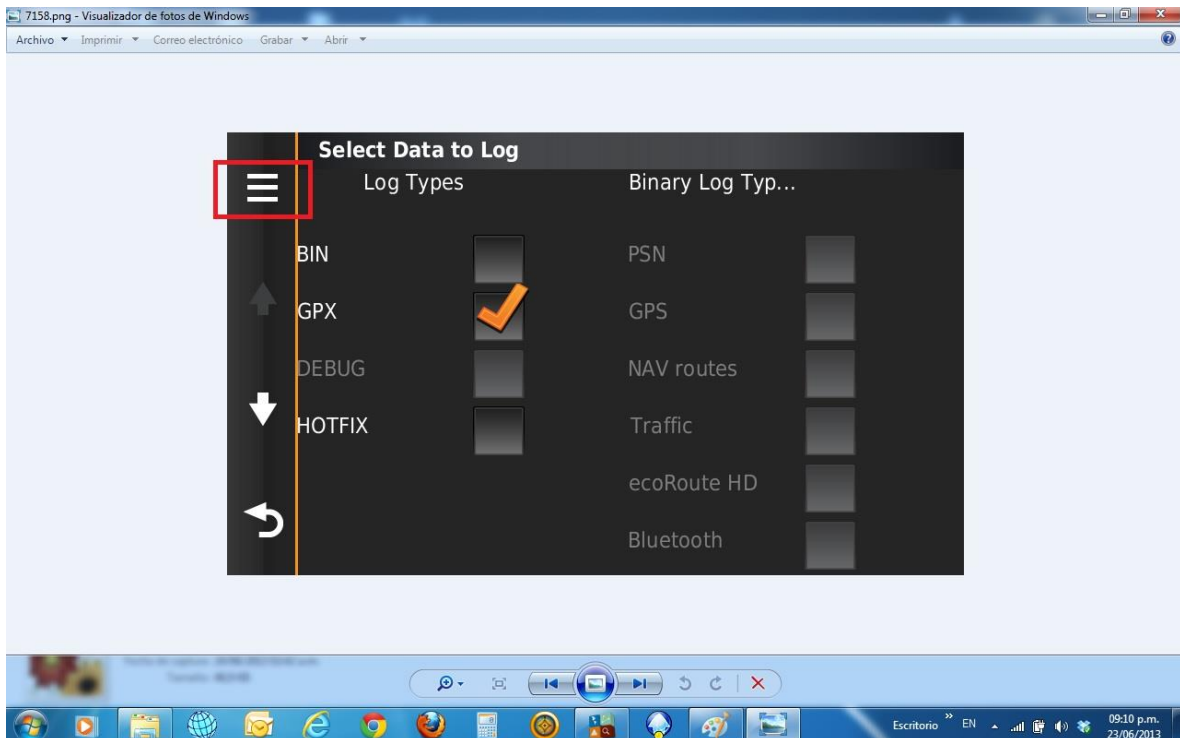 7158.png - Visualizador de fotos de Windows
Archivo Imprimir Correo electrónico Grabar Abrir
Select Data to Log
Log Types Binary Log Typ...
BIN PSN
GPX GPS
DEBUG NAV routes
HOTFIX Traffic
ecoRoute HD
Bluetooth
Escritorio » EN 09:10 p.m.
23/06/2013